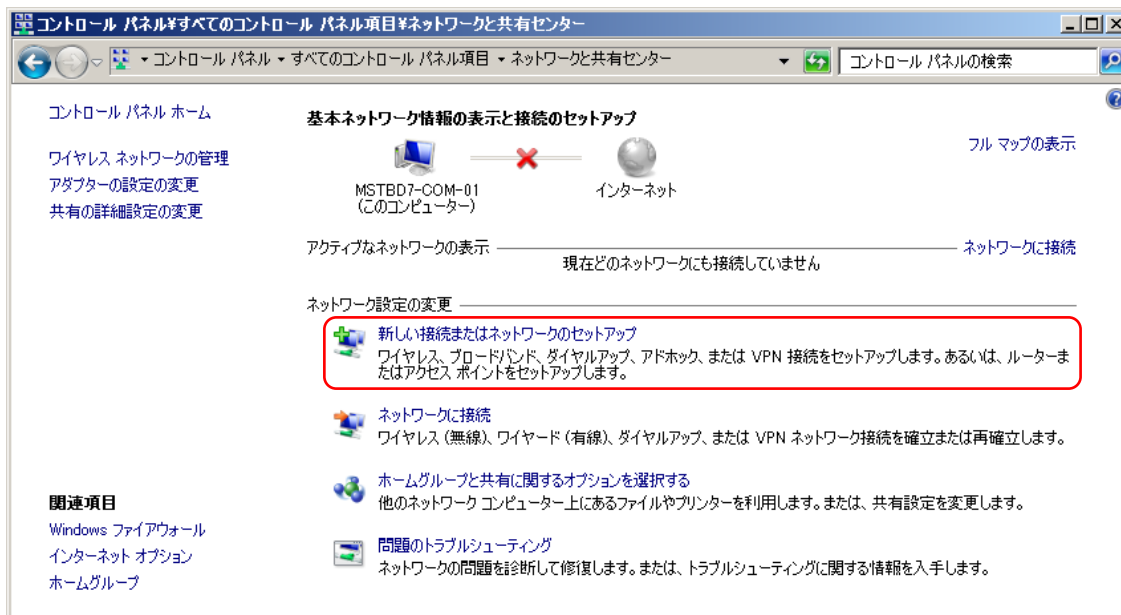 コントロール パネル¥すべてのコントロール パネル項目¥ネットワークと共有センター
コントロール パネル
すべてのコントロール パネル項目
ネットワークと共有センター
コントロール パネルの検索
コントロール パネル ホーム
ワイヤレス ネットワークの管理
アダプターの設定の変更
共有の詳細設定の変更
基本ネットワーク情報の表示と接続のセットアップ
フル マップの表示
MSTBD7-COM-01
(このコンピューター)
インターネット
アクティブなネットワークの表示
ネットワークに接続
現在どのネットワークにも接続していません
ネットワーク設定の変更
新しい接続またはネットワークのセットアップ
ワイヤレス、ブロードバンド、ダイヤルアップ、アドホック、または VPN 接続をセットアップします。あるいは、ルーターま
たはアクセス ポイントをセットアップします。
ネットワークに接続
ワイヤレス (無線)、ワイヤード (有線)、ダイヤルアップ、または VPN ネットワーク接続を確立または再確立します。
ホームグループと共有に関するオプションを選択する
他のネットワーク コンピューター上にあるファイルやプリンターを利用します。または、共有設定を変更します。
問題のトラブルシューティング
ネットワークの問題を診断して修復します。または、トラブルシューティングに関する情報を入手します。
関連項目
Windows ファイアウォール
インターネット オプション
ホームグループ